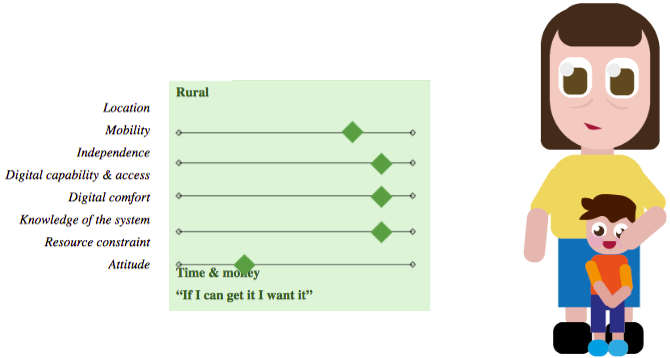 Rural
Location
Mobility
Independence
Digital capability & access
Digital comfort
Knowledge of the system
Resource constraint
Attitude
Time & money
“If I can get it I want it”